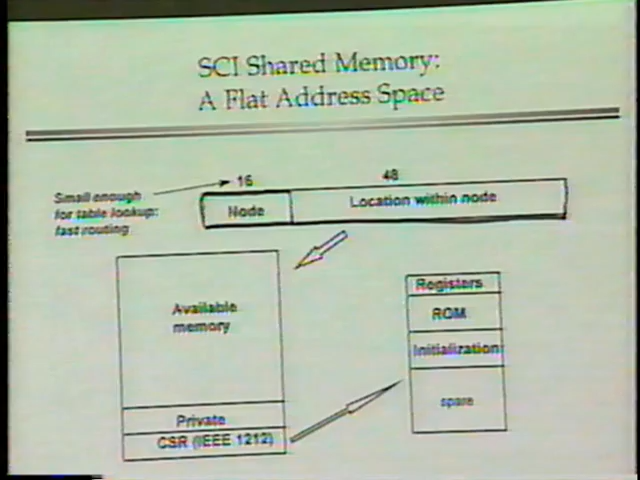 SCI Shared Memory:
A Flat Address Space
16
48
Small enough
for table lookup:
fast routing
Node
Location within node
Available
memory
Private
CSR (IEEE 1212)
Registers
ROM
Initialization
spare